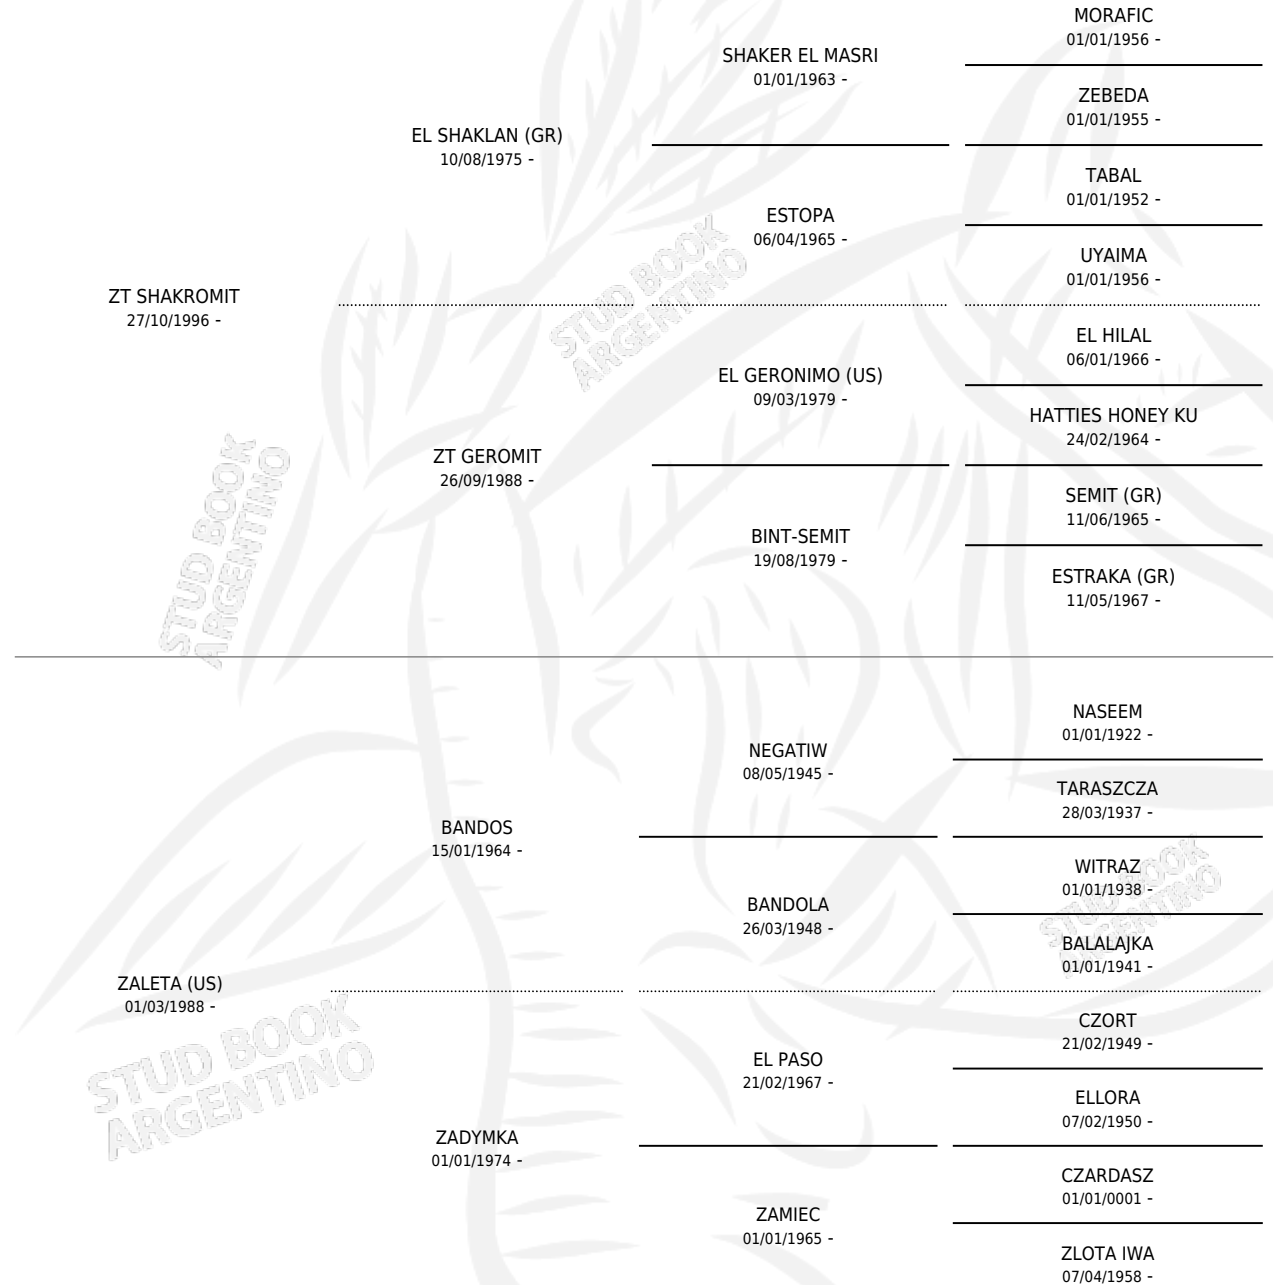 MORAFIC
01/01/1956 -
SHAKER EL MASRI
01/01/1963 -
ZEBEDA
01/01/1955 -
EL SHAKLAN (GR)
10/08/1975 -
TABAL
01/01/1952 -
ESTOPA
06/04/1965 -
UYAIMA
01/01/1956 -
ZT SHAKROMIT
27/10/1996 -
STUD BOOK
ARGENTINO
EL HILAL
06/01/1966 -
EL GERONIMO (US)
09/03/1979 -
HATTIES HONEY KU
24/02/1964 -
ZT GEROMIT
26/09/1988 -
SEMIT (GR)
11/06/1965 -
BINT-SEMIT
19/08/1979 -
ESTRAKA (GR)
11/05/1967 -
STUD BOOK
ARGENTINO
NASEEM
01/01/1922 -
NEGATIW
08/05/1945 -
TARASZCZA
28/03/1937 -
BANDOS
15/01/1964 -
WITRAZ
01/01/1938 -
BANDOLA
26/03/1948 -
BALALAJKA
01/01/1941 -
STUD BOOK
ARGENTINO
ZALETA (US)
01/03/1988 -
CZORT
21/02/1949 -
EL PASO
21/02/1967 -
ELLORA
07/02/1950 -
STUD BOOK
ARGENTINO
ZADYMKA
01/01/1974 -
CZARDASZ
01/01/0001 -
ZAMIEC
01/01/1965 -
ZLOTA IWA
07/04/1958 -